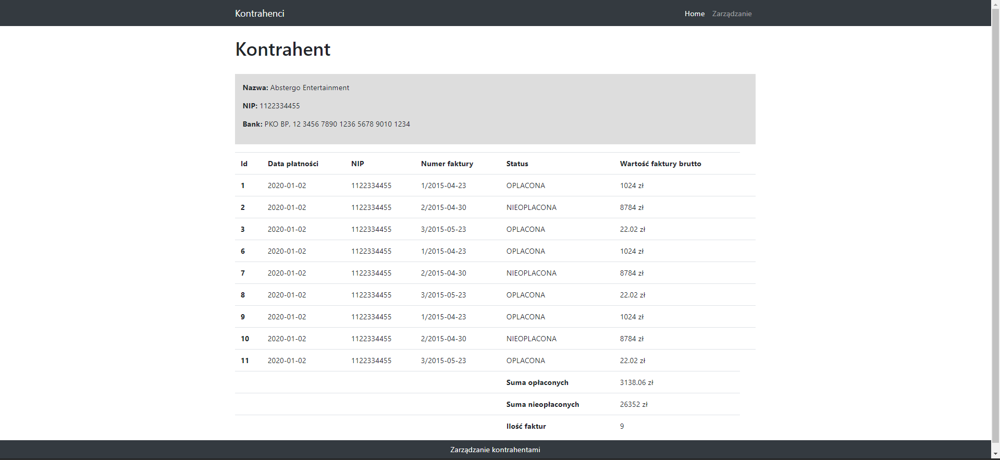 Kontrahenci Home Zarządzanie
Kontrahent
Nazwa: Abstergo Entertainment
NIP: 1122334455
Bank: PKO BP, 12 3456 7890 1236 5678 9010 1234
Id Data płatności NIP Numer faktury Status Wartość faktury brutto
1 2020-01-02 1122334455 1/2015-04-23 OPLACONA 1024 zł
2 2020-01-02 1122334455 2/2015-04-30 NIEOPLACONA 8784 zł
3 2020-01-02 1122334455 3/2015-05-23 OPLACONA 22.02 zł
6 2020-01-02 1122334455 1/2015-04-23 OPLACONA 1024 zł
7 2020-01-02 1122334455 2/2015-04-30 NIEOPLACONA 8784 zł
8 2020-01-02 1122334455 3/2015-05-23 OPLACONA 22.02 zł
9 2020-01-02 1122334455 1/2015-04-23 OPLACONA 1024 zł
10 2020-01-02 1122334455 2/2015-04-30 NIEOPLACONA 8784 zł
11 2020-01-02 1122334455 3/2015-05-23 OPLACONA 22.02 zł
Suma opłaconych 3138.06 zł
Suma nieopłaconych 26352 zł
Ilość faktur 9
Zarządzanie kontrahentami